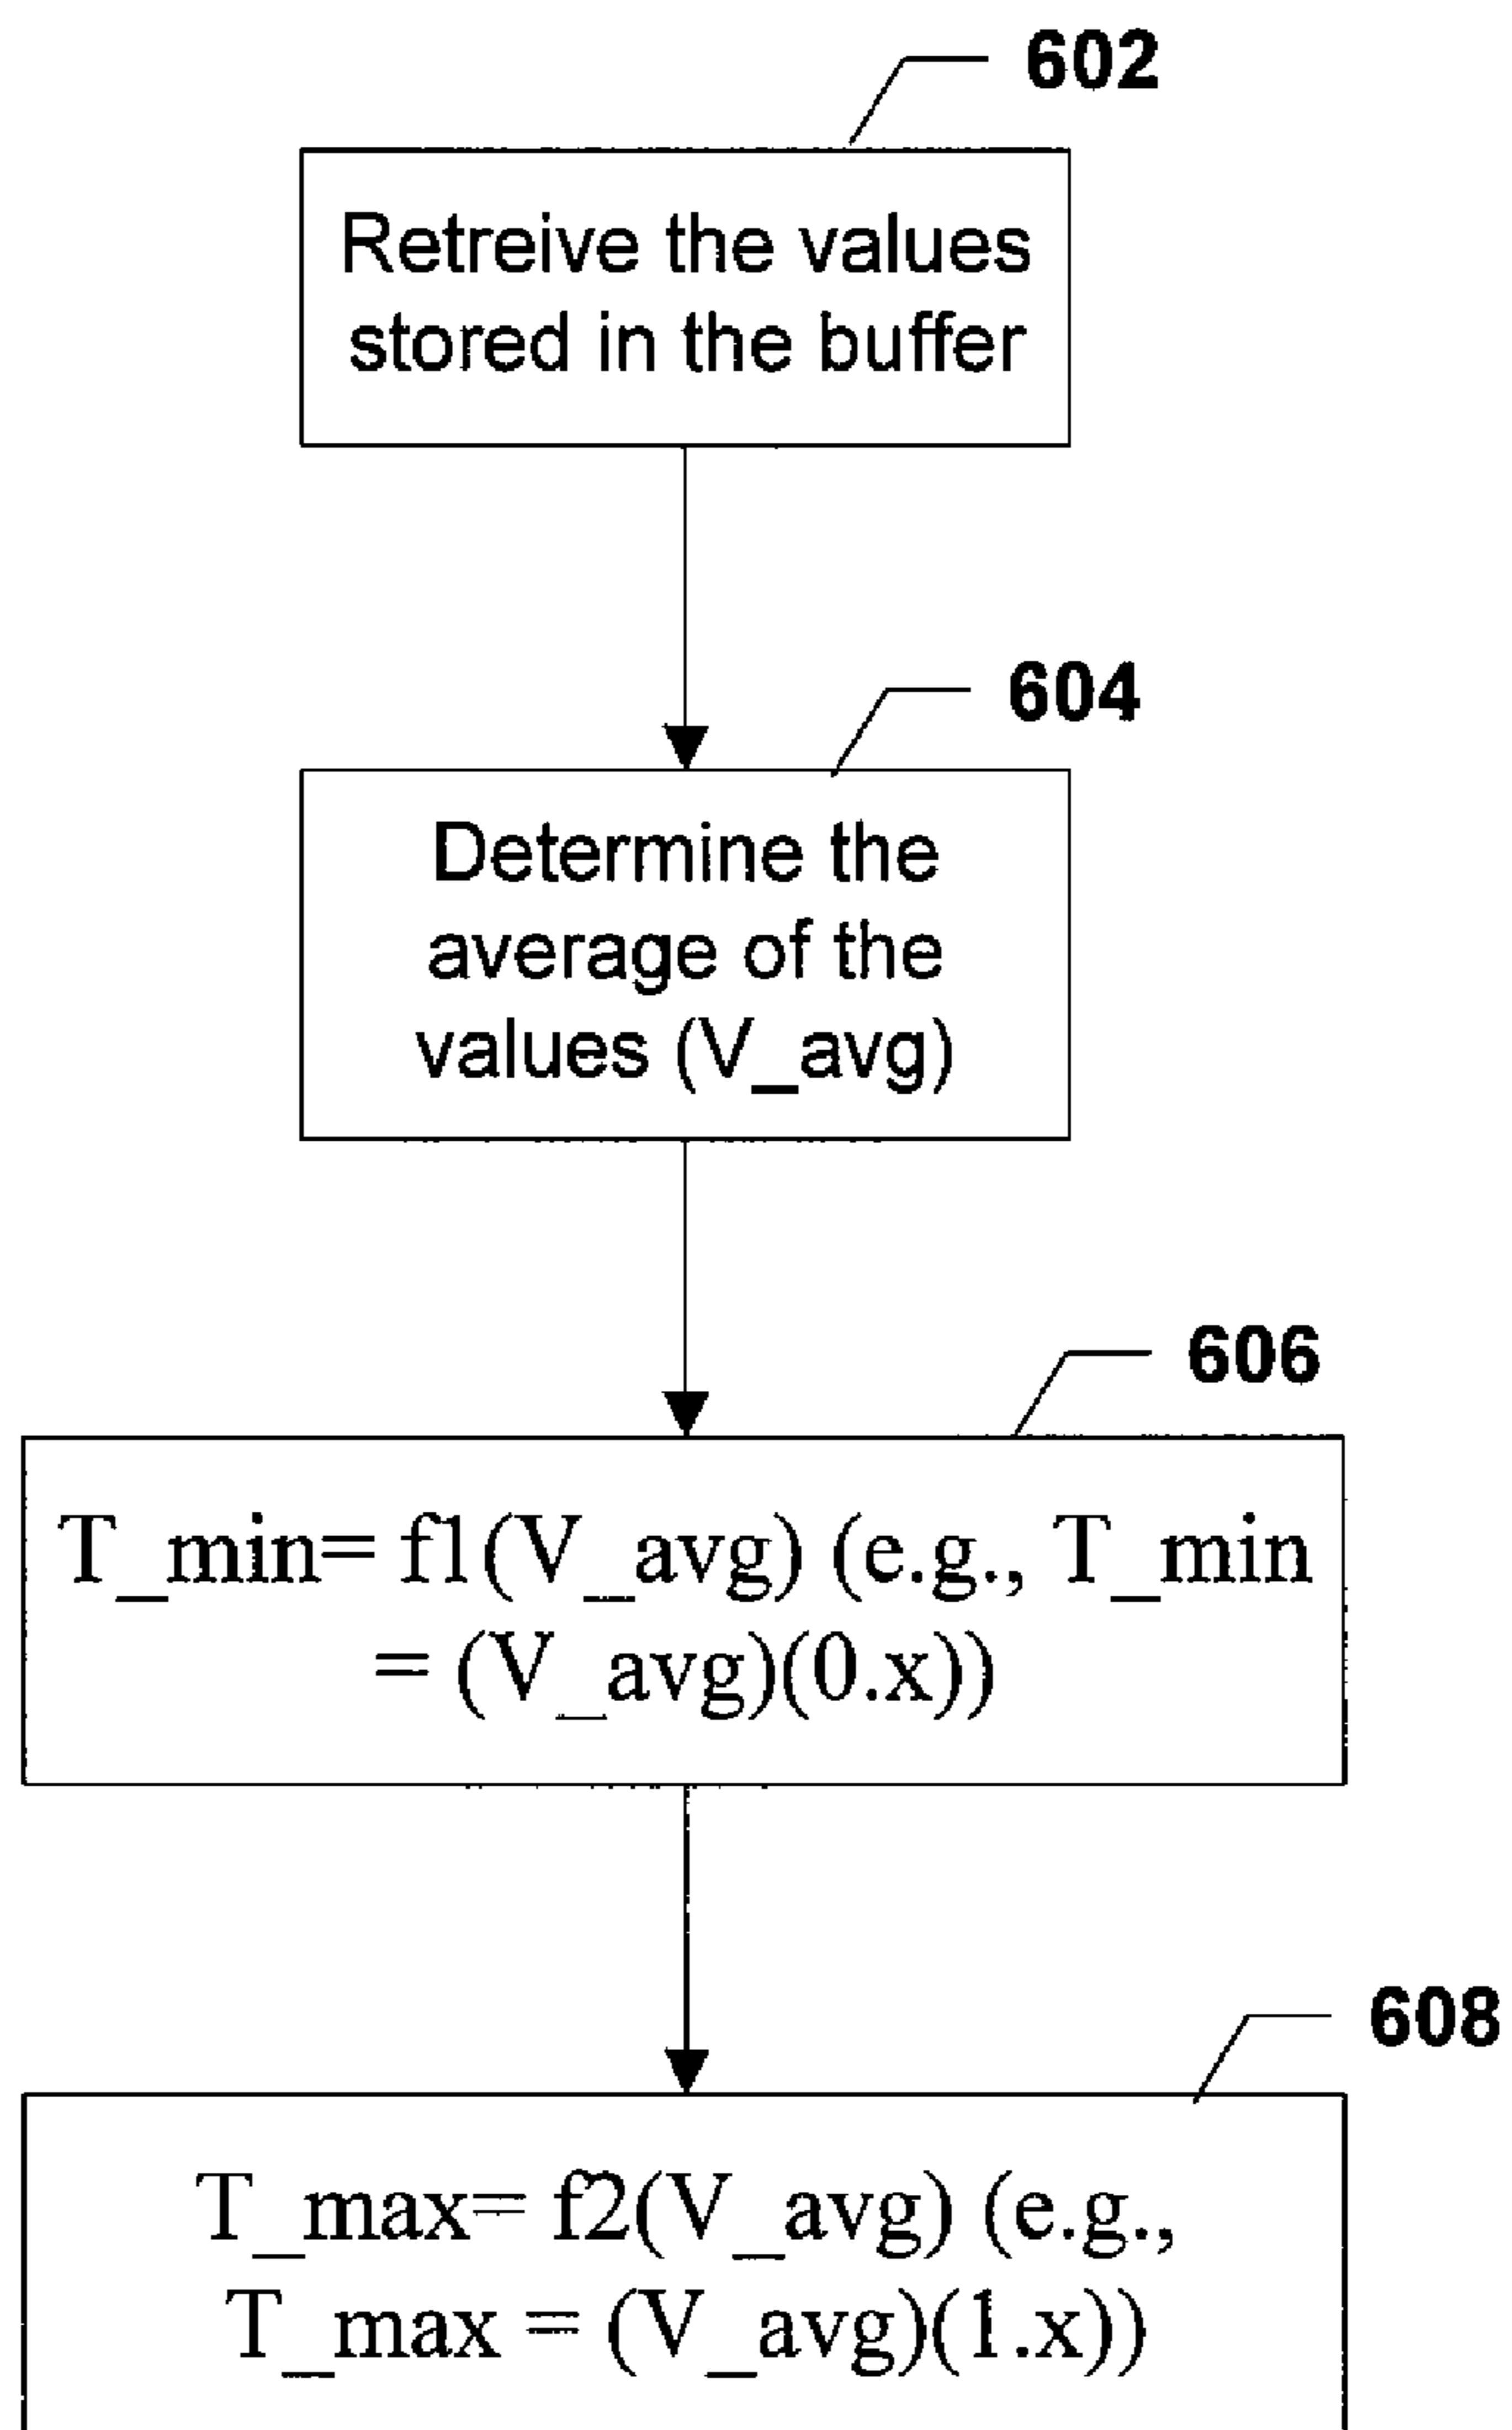 602
Retreive the values
stored in the buffer
604
Determine the
average of the
values (V_avg)
606
T_min= f1(V_avg) (e.g., T_min
= (V_avg)(0.x))
608
T_max= f2(V_avg) (e.g.,
T_max = (V_avg)(1.x))